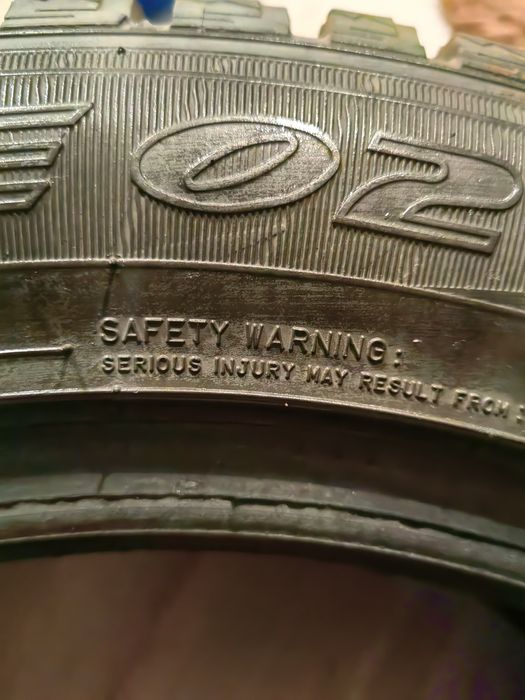 E 02
SAFETY WARNING:
SERIOUS INJURY MAY RESULT FROM: